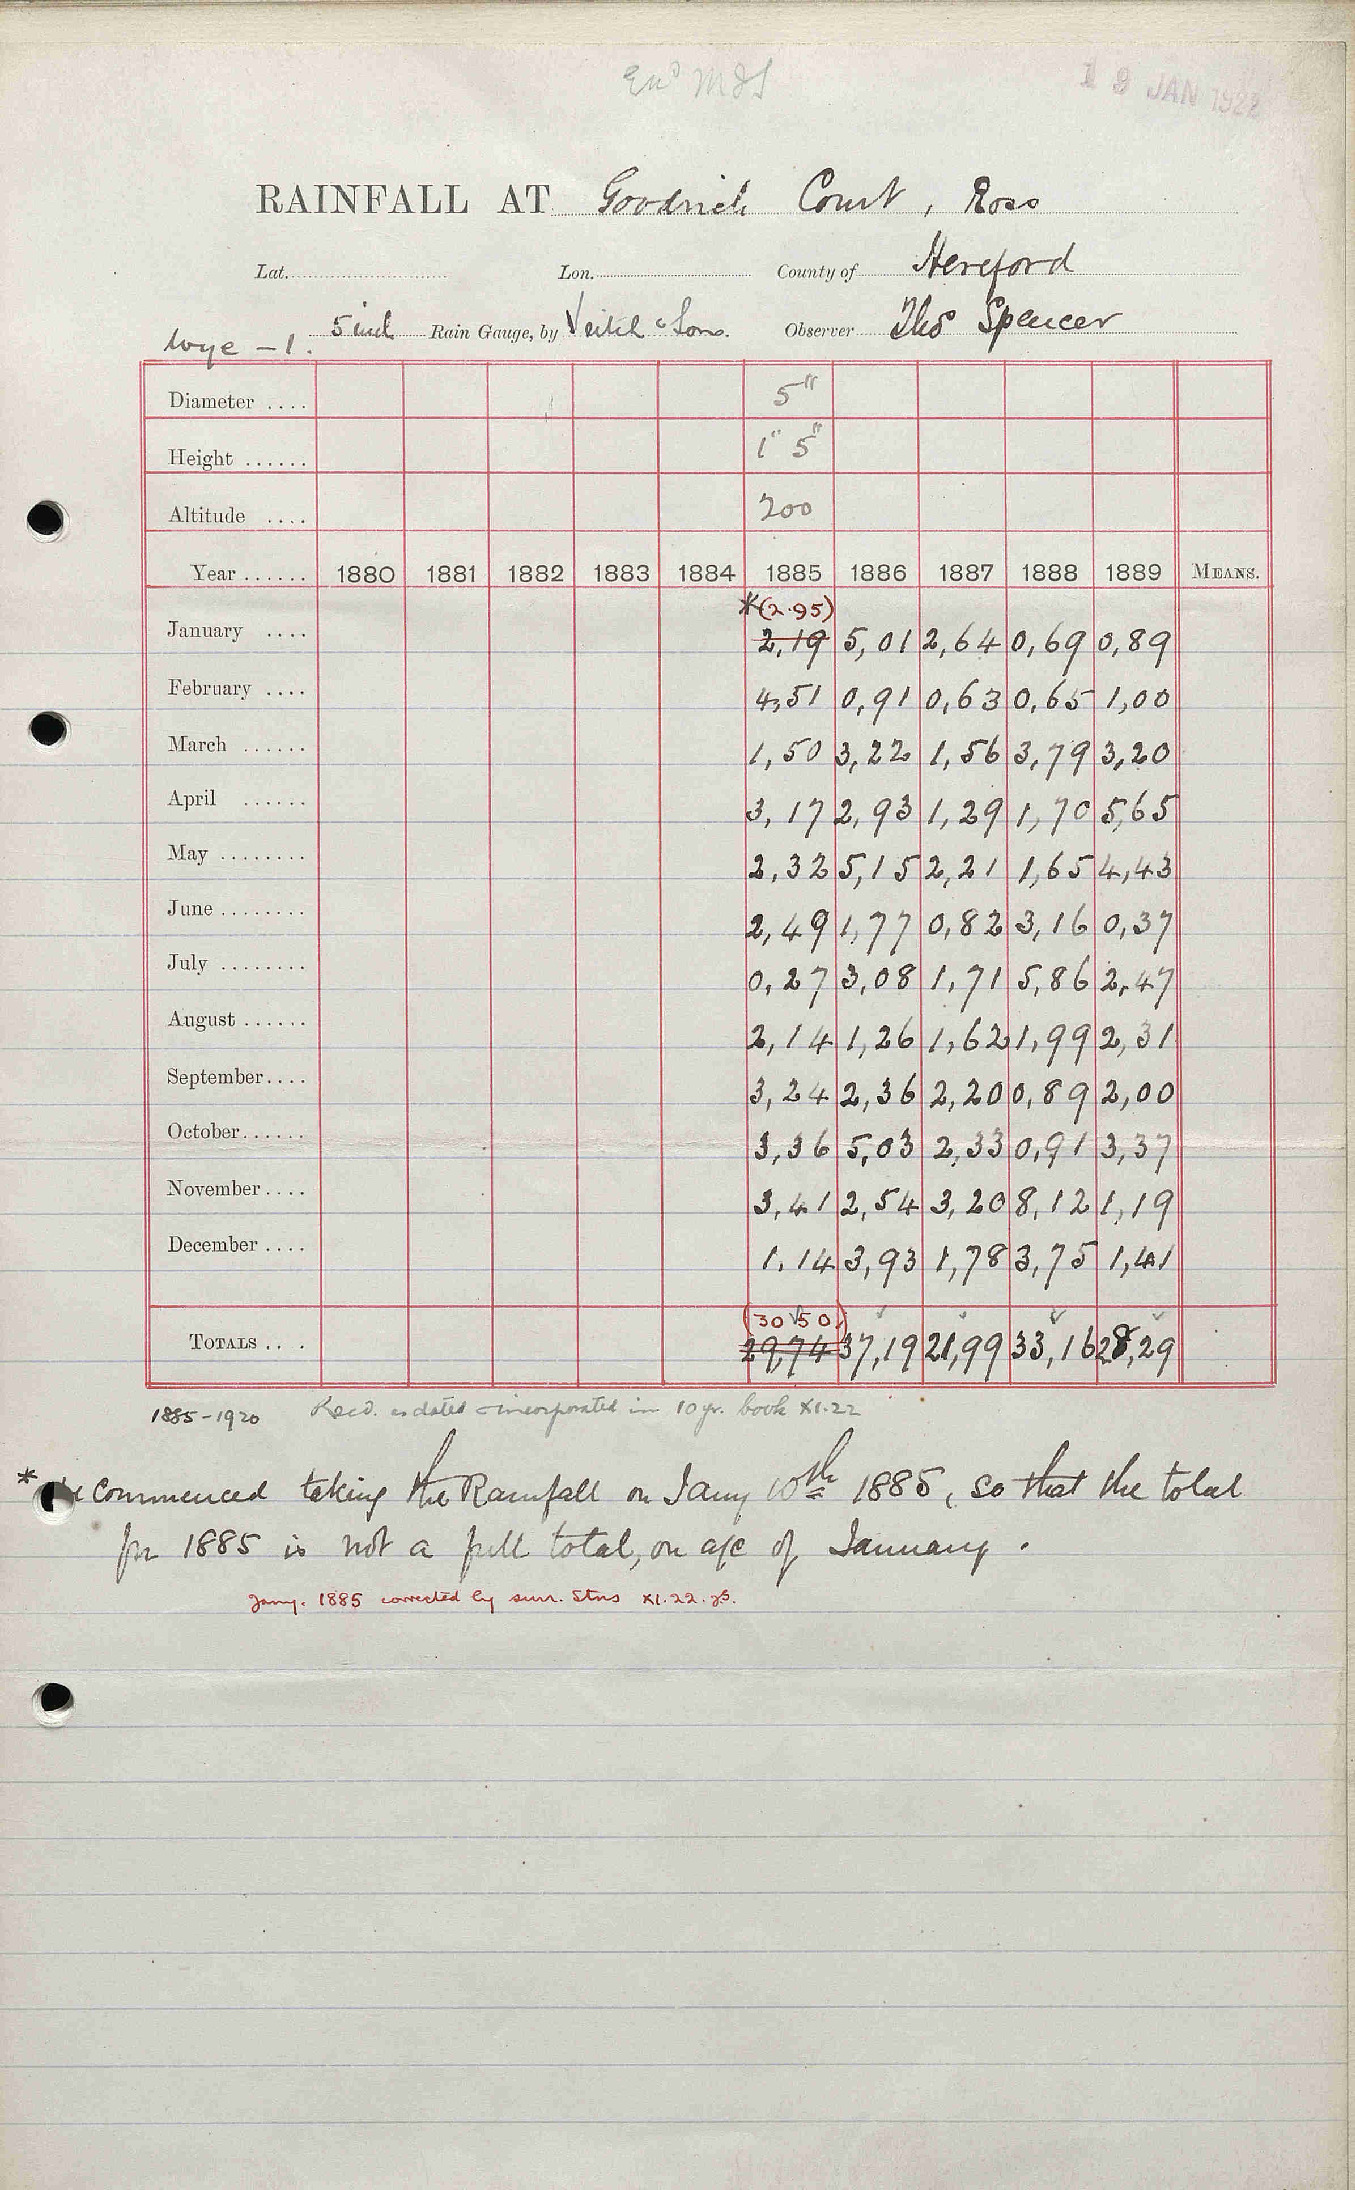 19 JAN 1922
RAINFALL AT Goodrich Court, Ross
Lat. Lon. County of Hereford
Wye - 1. 5 inch Rain Gauge, by Veitch & Sons. Observer Thos Spencer
Diameter .... 5"
Height ...... 1" 5"
Altitude .... 200
Year ...... 1880 1881 1882 1883 1884 1885 1886 1887 1888 1889 MEANS.
*(2.95)
January .... 2,19 5,01 2,64 0,69 0,89
February .... 4,51 0,91 0,63 0,65 1,00
March ...... 1,50 3,22 1,56 3,79 3,20
April ...... 3,17 2,93 1,29 1,70 5,65
May ........ 2,32 5,15 2,21 1,65 4,43
June ........ 2,49 1,77 0,82 3,16 0,37
July ........ 0,27 3,08 1,71 5,86 2,47
August ...... 2,14 1,26 1,62 1,99 2,31
September.... 3,24 2,36 2,20 0,89 2,00
October...... 3,36 5,03 2,33 0,91 3,37
November.... 3,41 2,54 3,20 8,12 1,19
December .... 1,14 3,93 1,78 3,75 1,41
(30.50)
TOTALS .. . 29,74 37,19 21,99 33,16 28,29
1885-1920 Recd. as dated & incorporated in 10 yr. book XI.22
* Commenced taking the Rainfall on Jany 10th 1885, so that the total
for 1885 is not a full total, on a/c of January.
Jany. 1885 corrected by surr. Stns XI.22.